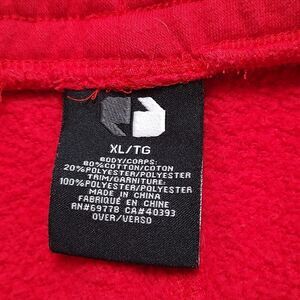 XL/TG
BODY/CORPS:
80%COTTON/COTON
20%POLYESTER/POLYESTER
TRIM/GARNITURE:
100%POLYESTER/POLYESTER
MADE IN CHINA
FABRIQUÉ EN CHINE
RN#69778 CA#40393
OVER/VERSO